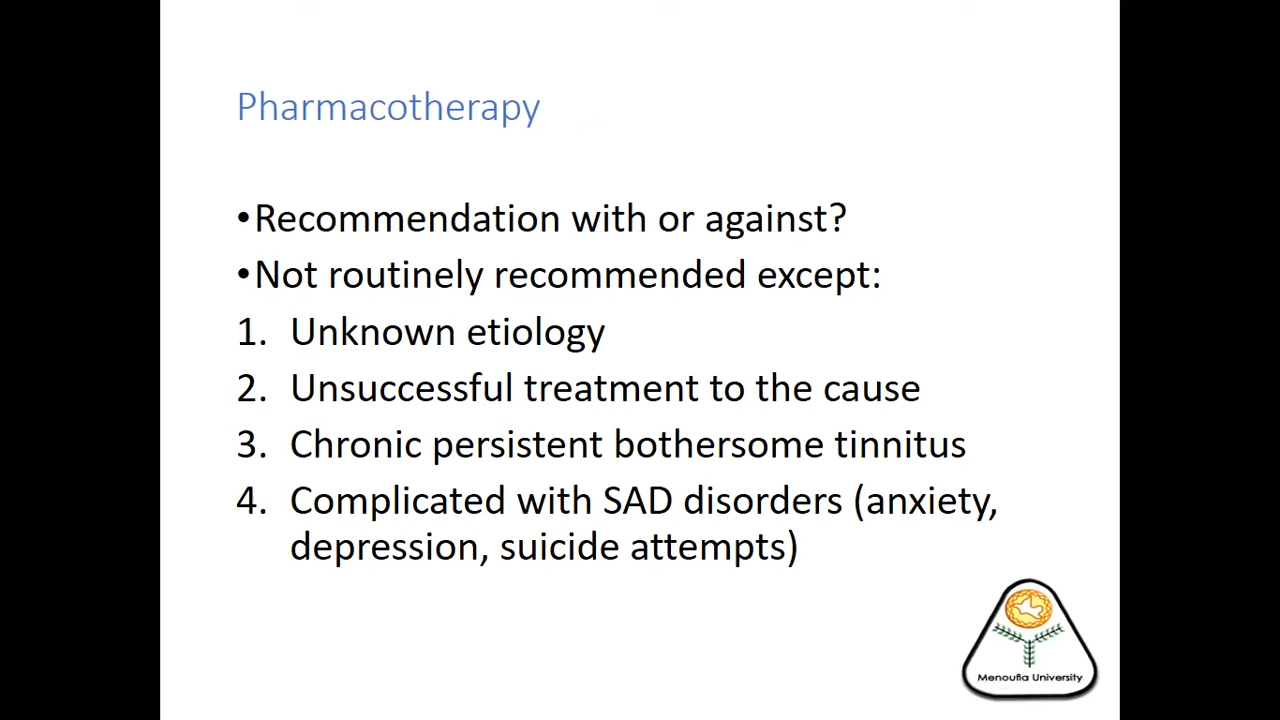 Pharmacotherapy
•Recommendation with or against?
•Not routinely recommended except:
1. Unknown etiology
2. Unsuccessful treatment to the cause
3. Chronic persistent bothersome tinnitus
4. Complicated with SAD disorders (anxiety,
depression, suicide attempts)
Menoufia University